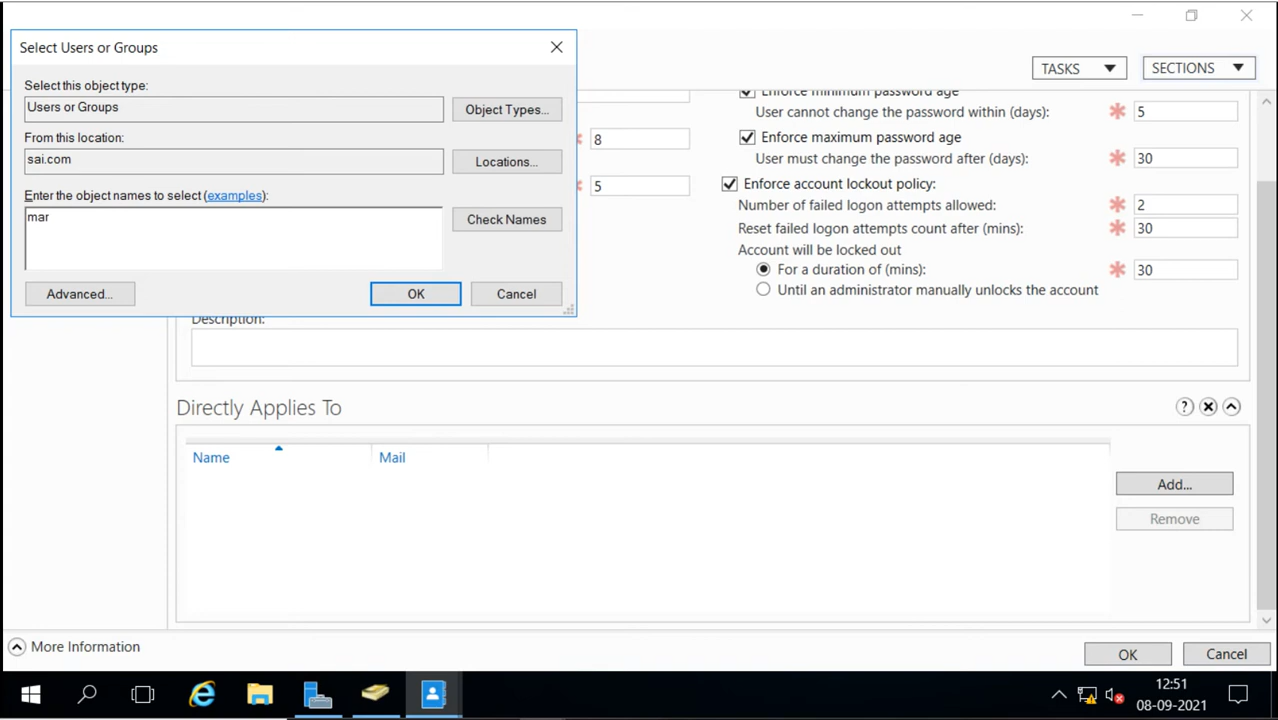 Select Users or Groups
Select this object type:
Users or Groups
Object Types...
From this location:
sai.com
Locations...
Enter the object names to select (examples):
mar
Check Names
Advanced...
OK
Cancel
TASKS
SECTIONS
Enforce minimum password age
User cannot change the password within (days):
* 5
* 8
Enforce maximum password age
User must change the password after (days):
* 30
* 5
Enforce account lockout policy:
Number of failed logon attempts allowed:
* 2
Reset failed logon attempts count after (mins):
* 30
Account will be locked out
For a duration of (mins):
* 30
Until an administrator manually unlocks the account
Description:
Directly Applies To
?
Name
Mail
Add...
Remove
More Information
OK
Cancel
12:51
08-09-2021